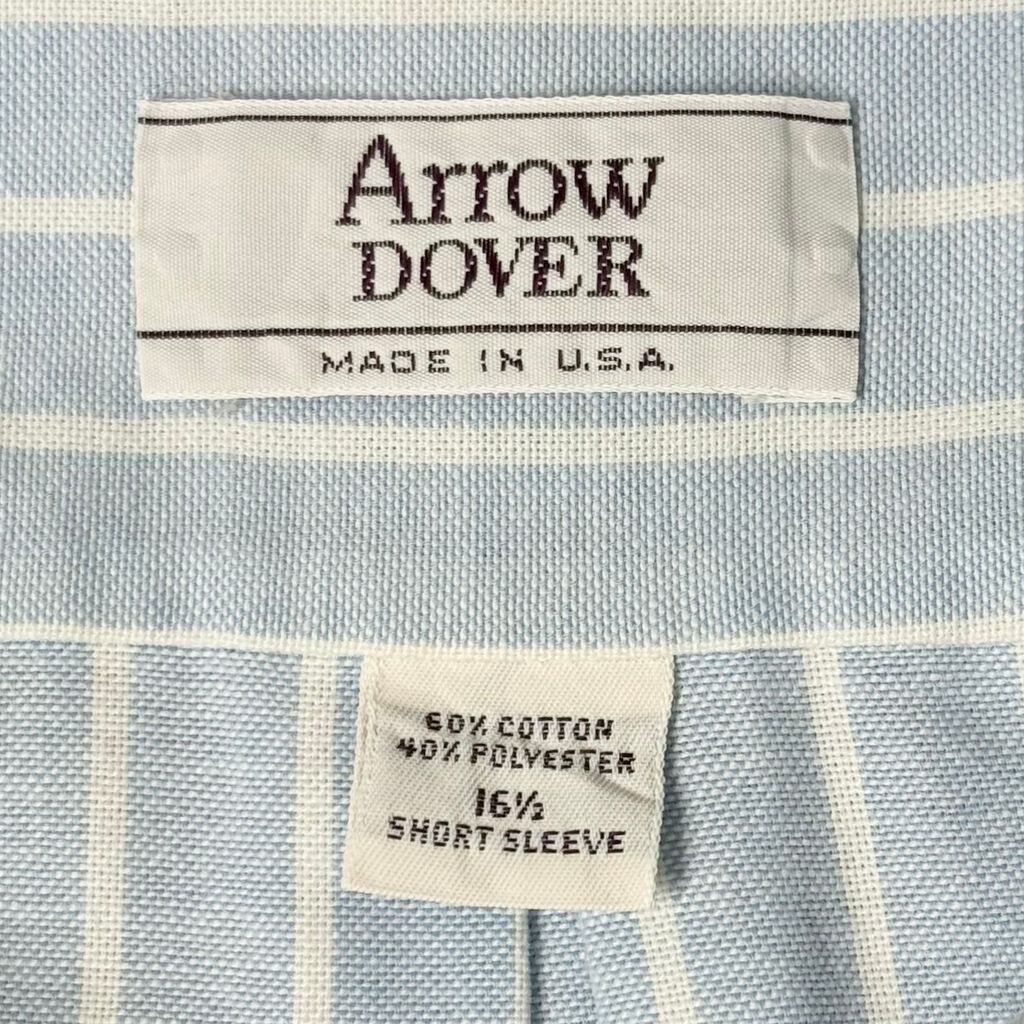 Arrow
DOVER
MADE IN U.S.A.
60% COTTON
40% POLYESTER
16½
SHORT SLEEVE